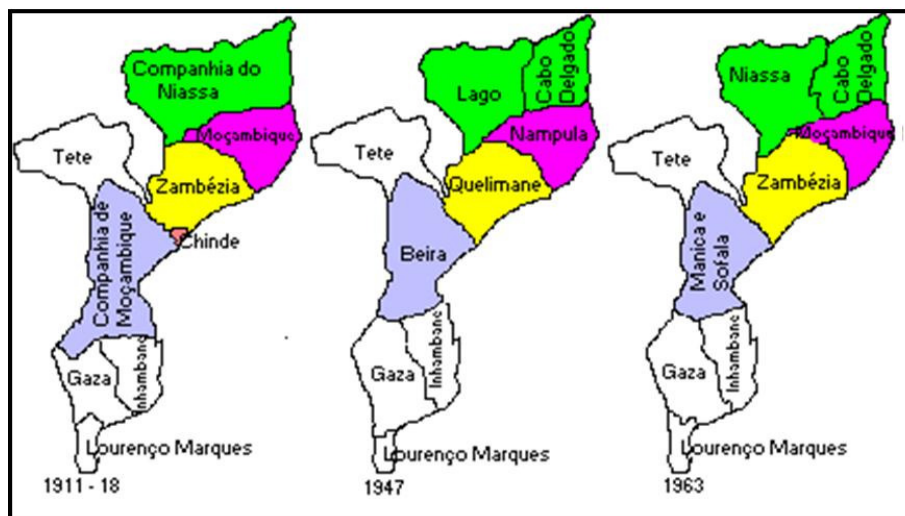 Companhia do
Niassa
Moçambique
Tete
Zambézia
Companhia de
Moçambique
Chinde
Gaza
Inhambane
Lourenço Marques
1911 - 18
Lago
Cabo
Delgado
Nampula
Tete
Quelimane
Beira
Gaza
Inhambane
Lourenço Marques
1947
Niassa
Cabo
Delgado
Moçambique
Tete
Zambézia
Manica e
Sofala
Gaza
Inhambane
Lourenço Marques
1963